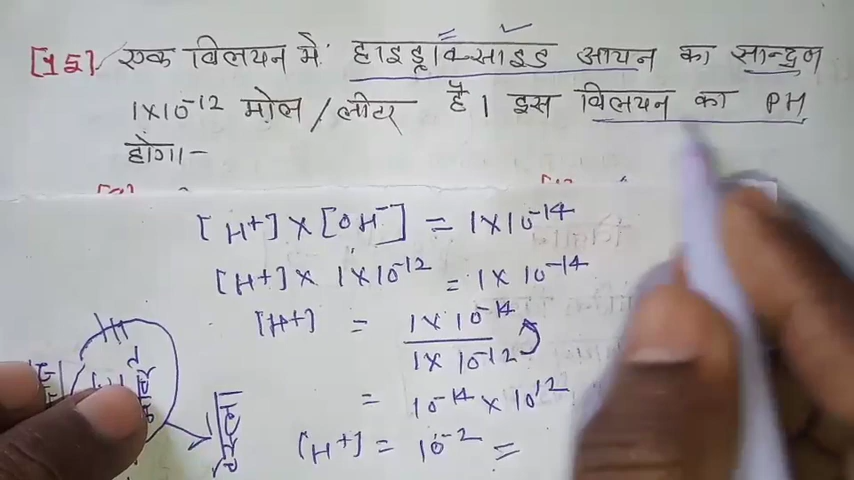 [15] एक विलयन में हाइड्रॉक्साइड आयन का सान्द्रण
1×10⁻¹² मोल/लीटर है। इस विलयन का PH
होगा।-
[H⁺] × [OH⁻] = 1×10⁻¹⁴
[H⁺] × 1×10⁻¹² = 1×10⁻¹⁴
[H⁺] = 1×10⁻¹⁴
1×10⁻¹²
= 10⁻¹⁴ × 10¹²
[H⁺] = 10⁻² =